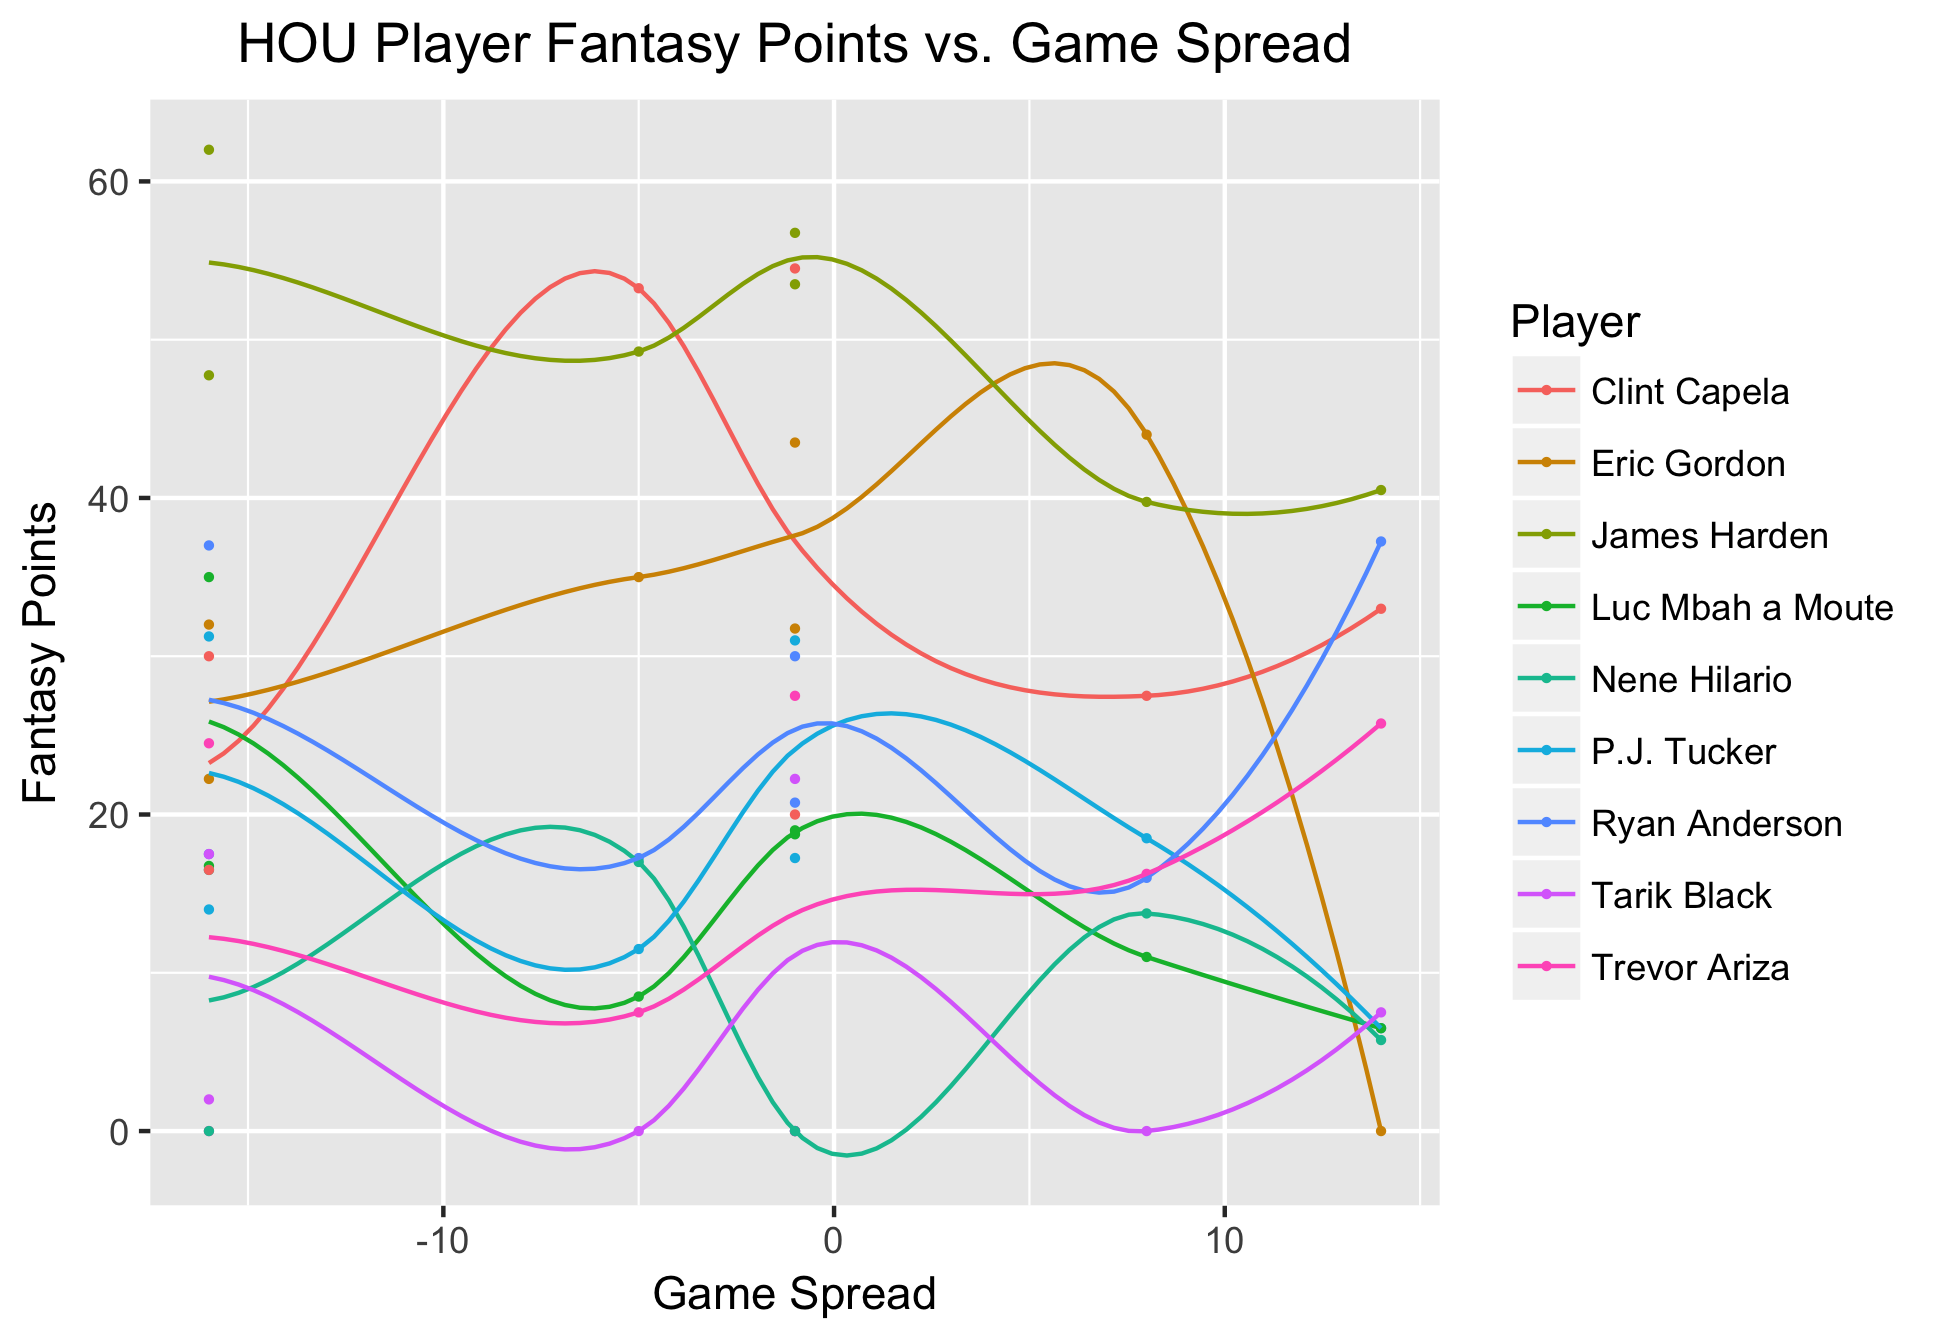 HOU Player Fantasy Points vs. Game Spread
60
40
20
0
Fantasy Points
-10
0
10
Game Spread
Player
Clint Capela
Eric Gordon
James Harden
Luc Mbah a Moute
Nene Hilario
P.J. Tucker
Ryan Anderson
Tarik Black
Trevor Ariza